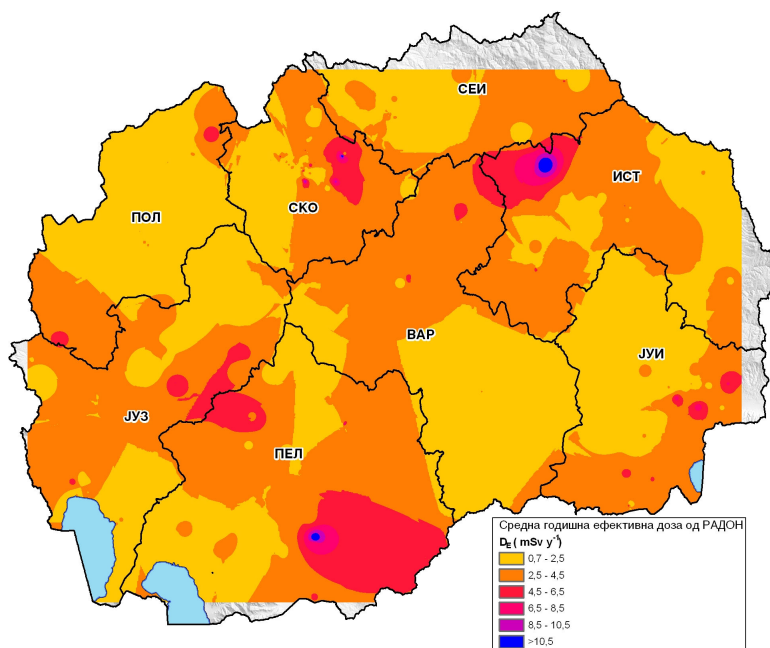 СЕИ
ИСТ
ПОЛ
СКО
ВАР
ЈУИ
ЈУЗ
ПЕЛ
Средна годишна ефективна доза од РАДОН
D_E ( mSv y⁻¹)
0,7 - 2,5
2,5 - 4,5
4,5 - 6,5
6,5 - 8,5
8,5 - 10,5
>10,5